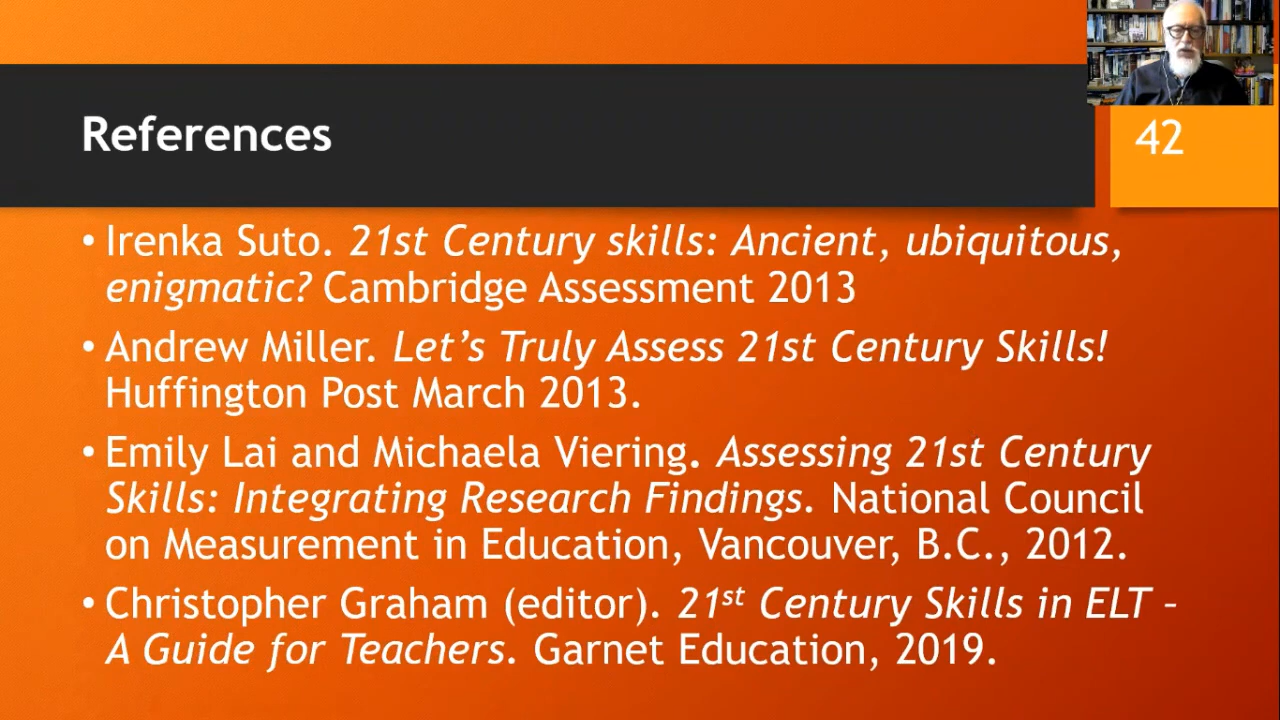 References
42
• Irenka Suto. 21st Century skills: Ancient, ubiquitous,
enigmatic? Cambridge Assessment 2013
• Andrew Miller. Let’s Truly Assess 21st Century Skills!
Huffington Post March 2013.
• Emily Lai and Michaela Viering. Assessing 21st Century
Skills: Integrating Research Findings. National Council
on Measurement in Education, Vancouver, B.C., 2012.
• Christopher Graham (editor). 21st Century Skills in ELT –
A Guide for Teachers. Garnet Education, 2019.